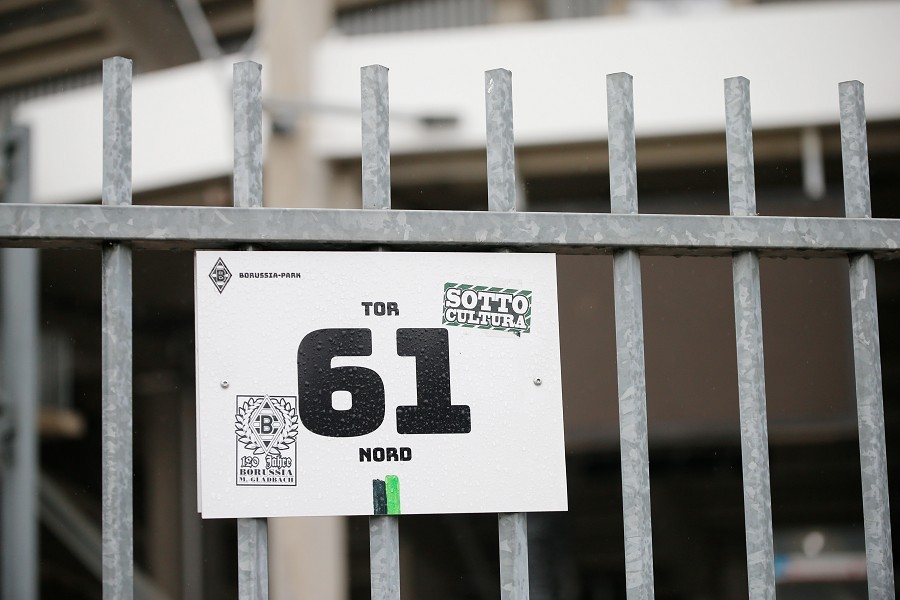 B BORUSSIA-PARK
TOR
SOTTO
CULTURA
61
NORD
B
120 Jahre
BORUSSIA
M. GLADBACH